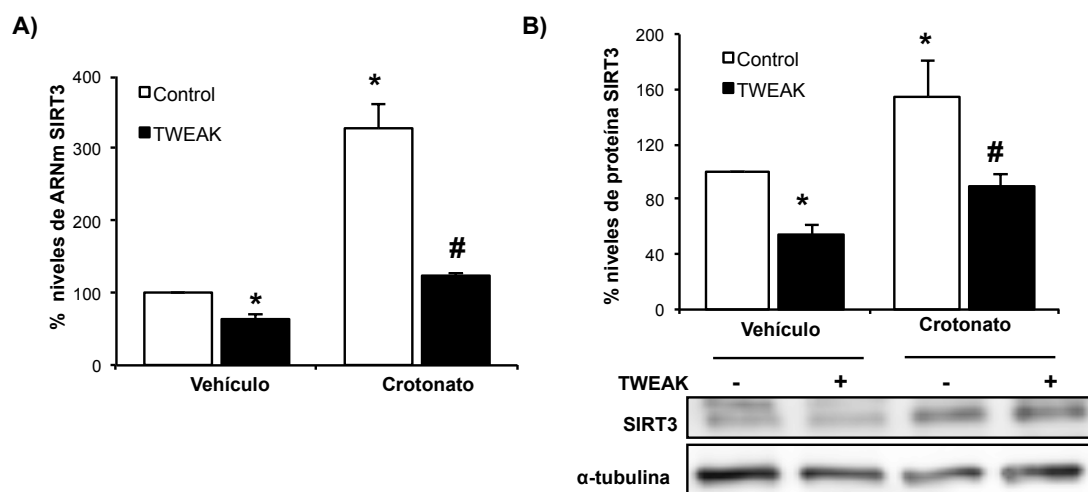 A)
% niveles de ARNm SIRT3
400
300
200
100
0
Control
TWEAK
*
*
#
Vehículo
Crotonato
B)
% niveles de proteína SIRT3
200
160
120
80
40
0
Control
TWEAK
*
*
#
Vehículo
Crotonato
TWEAK - + - +
SIRT3
α-tubulina